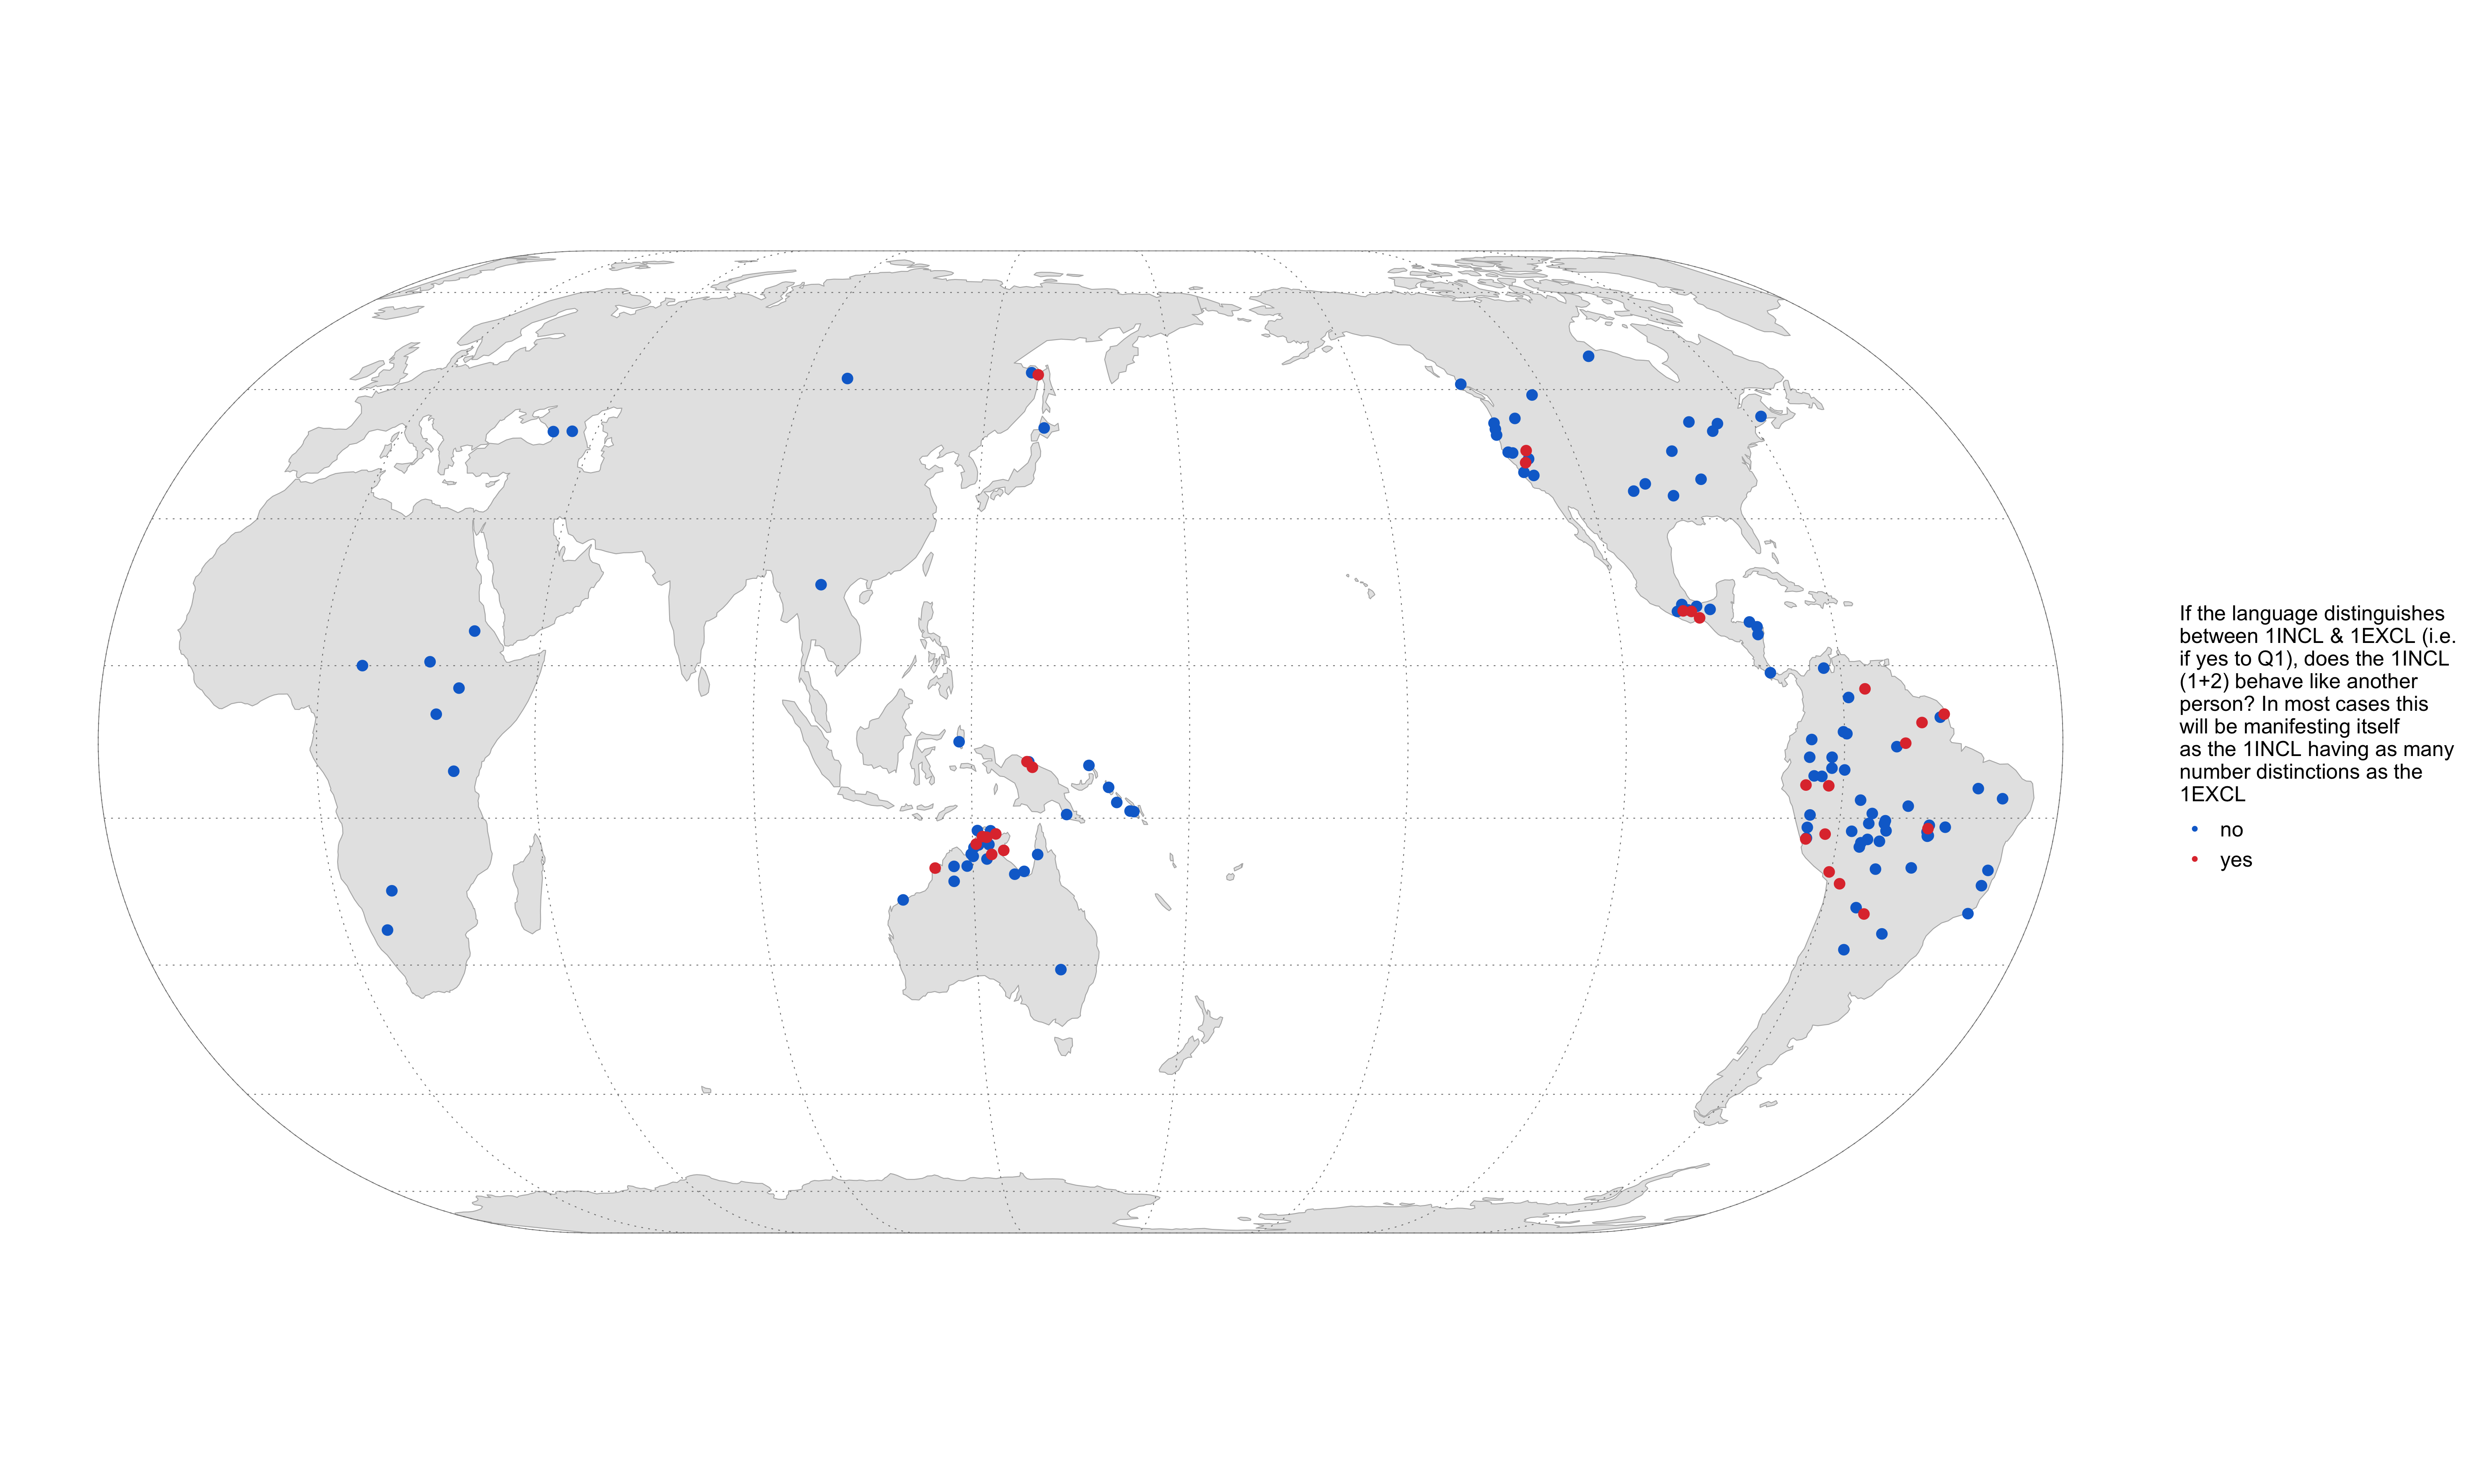 If the language distinguishes
between 1INCL & 1EXCL (i.e.
if yes to Q1), does the 1INCL
(1+2) behave like another
person? In most cases this
will be manifesting itself
as the 1INCL having as many
number distinctions as the
1EXCL
no
yes